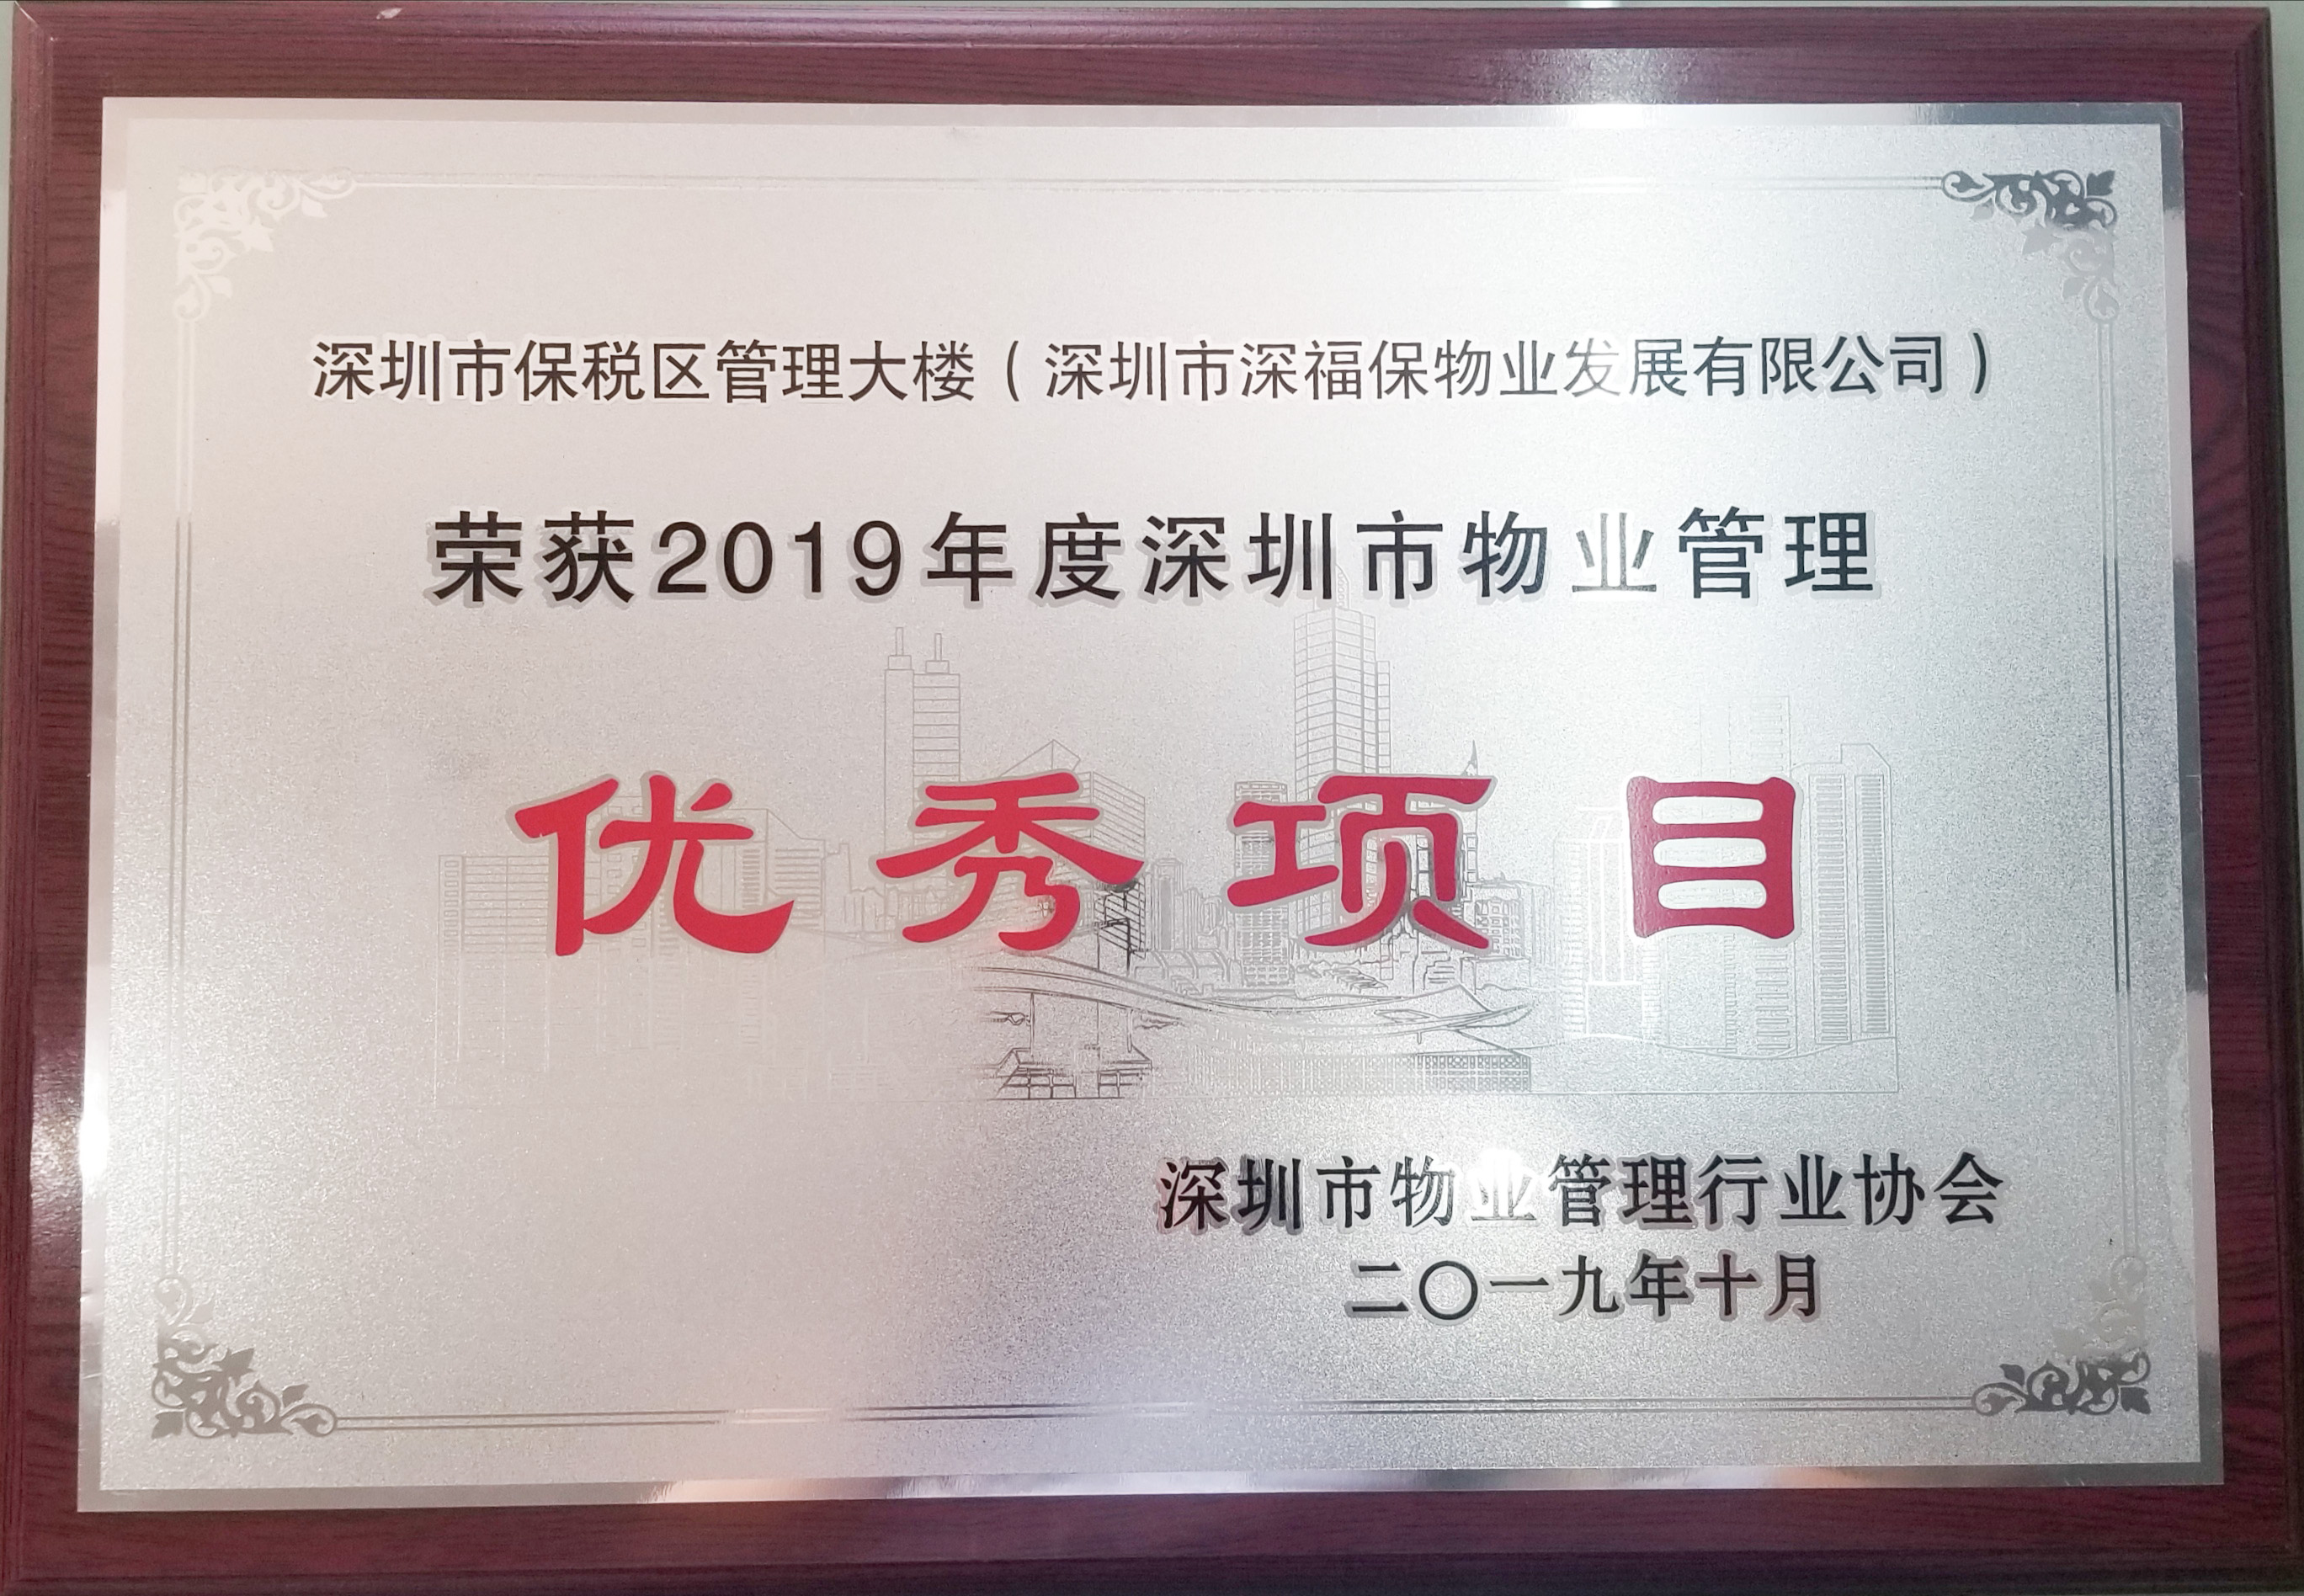 深圳市保税区管理大楼（深圳市深福保物业发展有限公司）
荣获2019年度深圳市物业管理
优秀项目
深圳市物业管理行业协会
二〇一九年十月